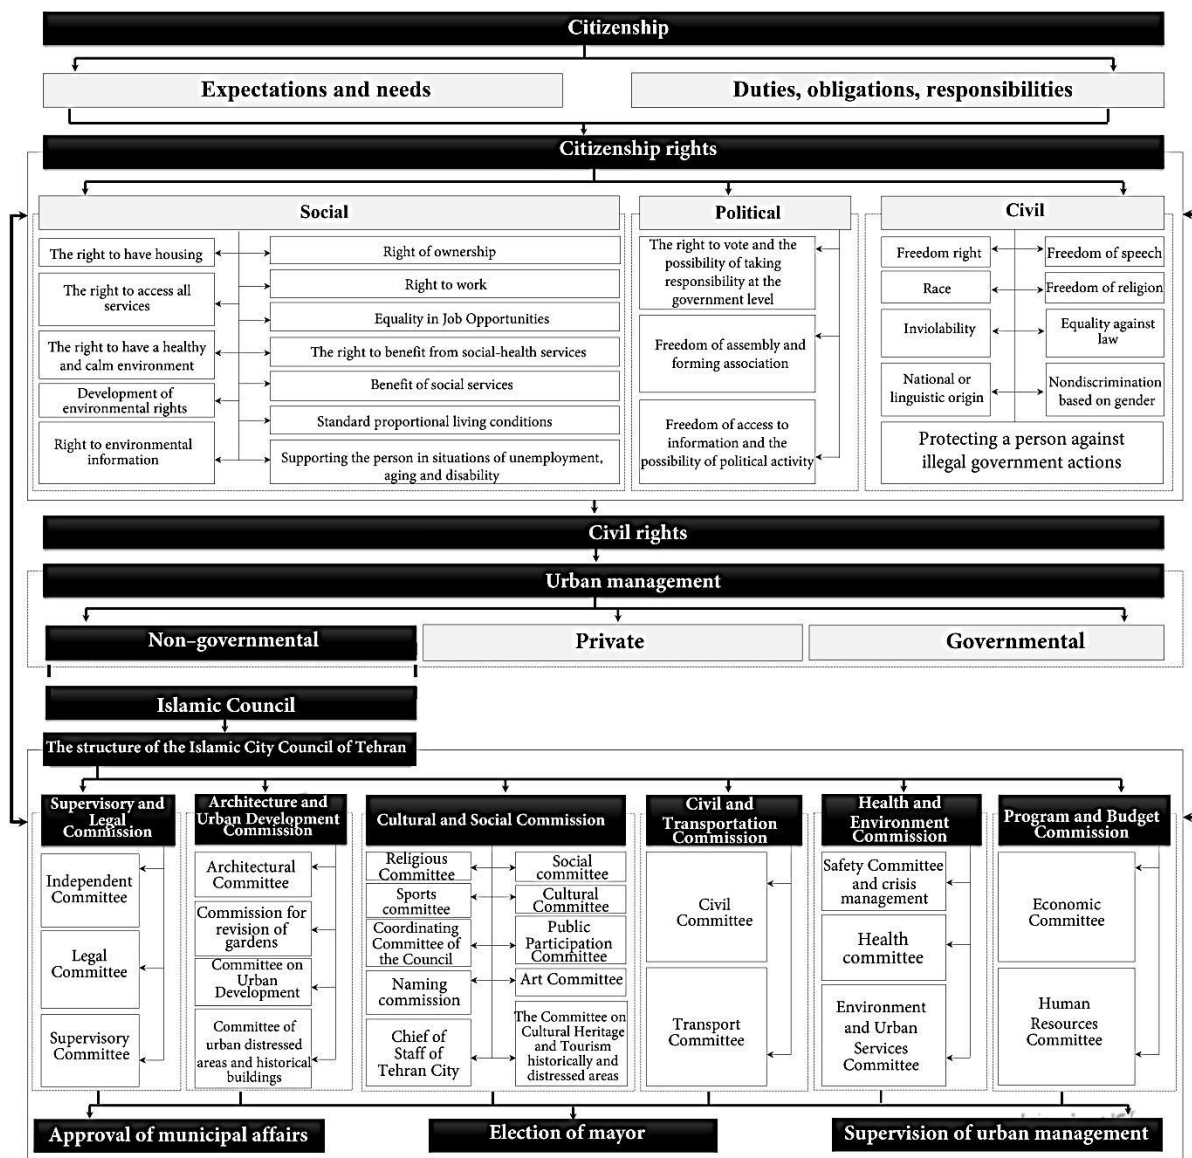 Citizenship
Expectations and needs
Duties, obligations, responsibilities
Citizenship rights
Social
The right to have housing
The right to access all
services
The right to have a healthy
and calm environment
Development of
environmental rights
Right to environmental
information
Right of ownership
Right to work
Equality in Job Opportunities
The right to benefit from social-health services
Benefit of social services
Standard proportional living conditions
Supporting the person in situations of unemployment,
aging and disability
Political
The right to vote and the
possibility of taking
responsibility at the
government level
Freedom of assembly and
forming association
Freedom of access to
information and the
possibility of political activity
Civil
Freedom right
Race
Inviolability
National or
linguistic origin
Freedom of speech
Freedom of religion
Equality against
law
Nondiscrimination
based on gender
Protecting a person against
illegal government actions
Civil rights
Urban management
Non-governmental
Private
Governmental
Islamic Council
The structure of the Islamic City Council of Tehran
Supervisory and
Legal
Commission
Independent
Committee
Legal
Committee
Supervisory
Committee
Architecture and
Urban Development
Commission
Architectural
Committee
Commission for
revision of
gardens
Committee on
Urban
Development
Committee of
urban distressed
areas and historical
buildings
Cultural and Social Commission
Religious
Committee
Sports
committee
Coordinating
Committee of
the Council
Naming
commission
Chief of
Staff of
Tehran City
Social
committee
Cultural
Committee
Public
Participation
Committee
Art Committee
The Committee on
Cultural Heritage
and Tourism
historically and
distressed areas
Civil and
Transportation
Commission
Civil
Committee
Transport
Committee
Health and
Environment
Commission
Safety Committee
and crisis
management
Health
committee
Environment
and Urban
Services
Committee
Program and Budget
Commission
Economic
Committee
Human
Resources
Committee
Approval of municipal affairs
Election of mayor
Supervision of urban management